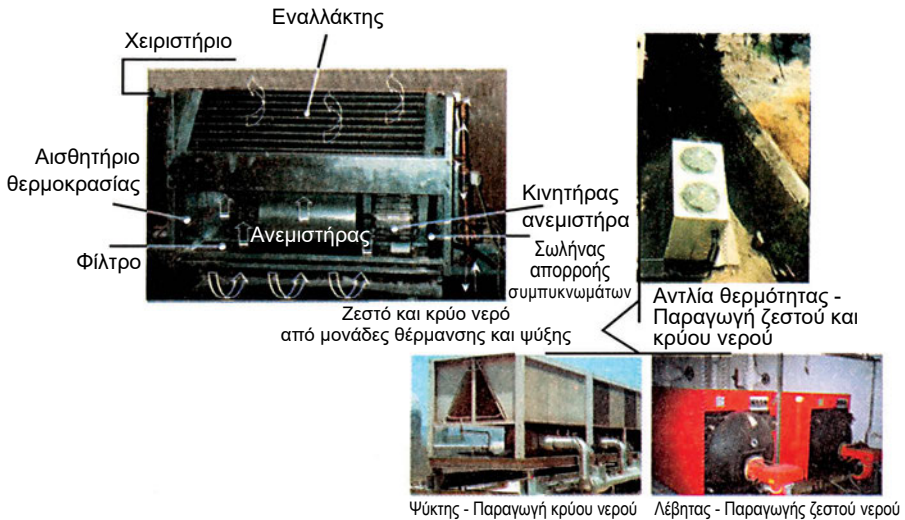 Εναλλάκτης
Χειριστήριο
Αισθητήριο
θερμοκρασίας
Κινητήρας
ανεμιστήρα
Ανεμιστήρας
Φίλτρο
Σωλήνας
απορροής
συμπυκνωμάτων
Ζεστό και κρύο νερό
από μονάδες θέρμανσης και ψύξης
Αντλία θερμότητας -
Παραγωγή ζεστού και
κρύου νερού
Ψύκτης - Παραγωγή κρύου νερού
Λέβητας - Παραγωγής ζεστού νερού